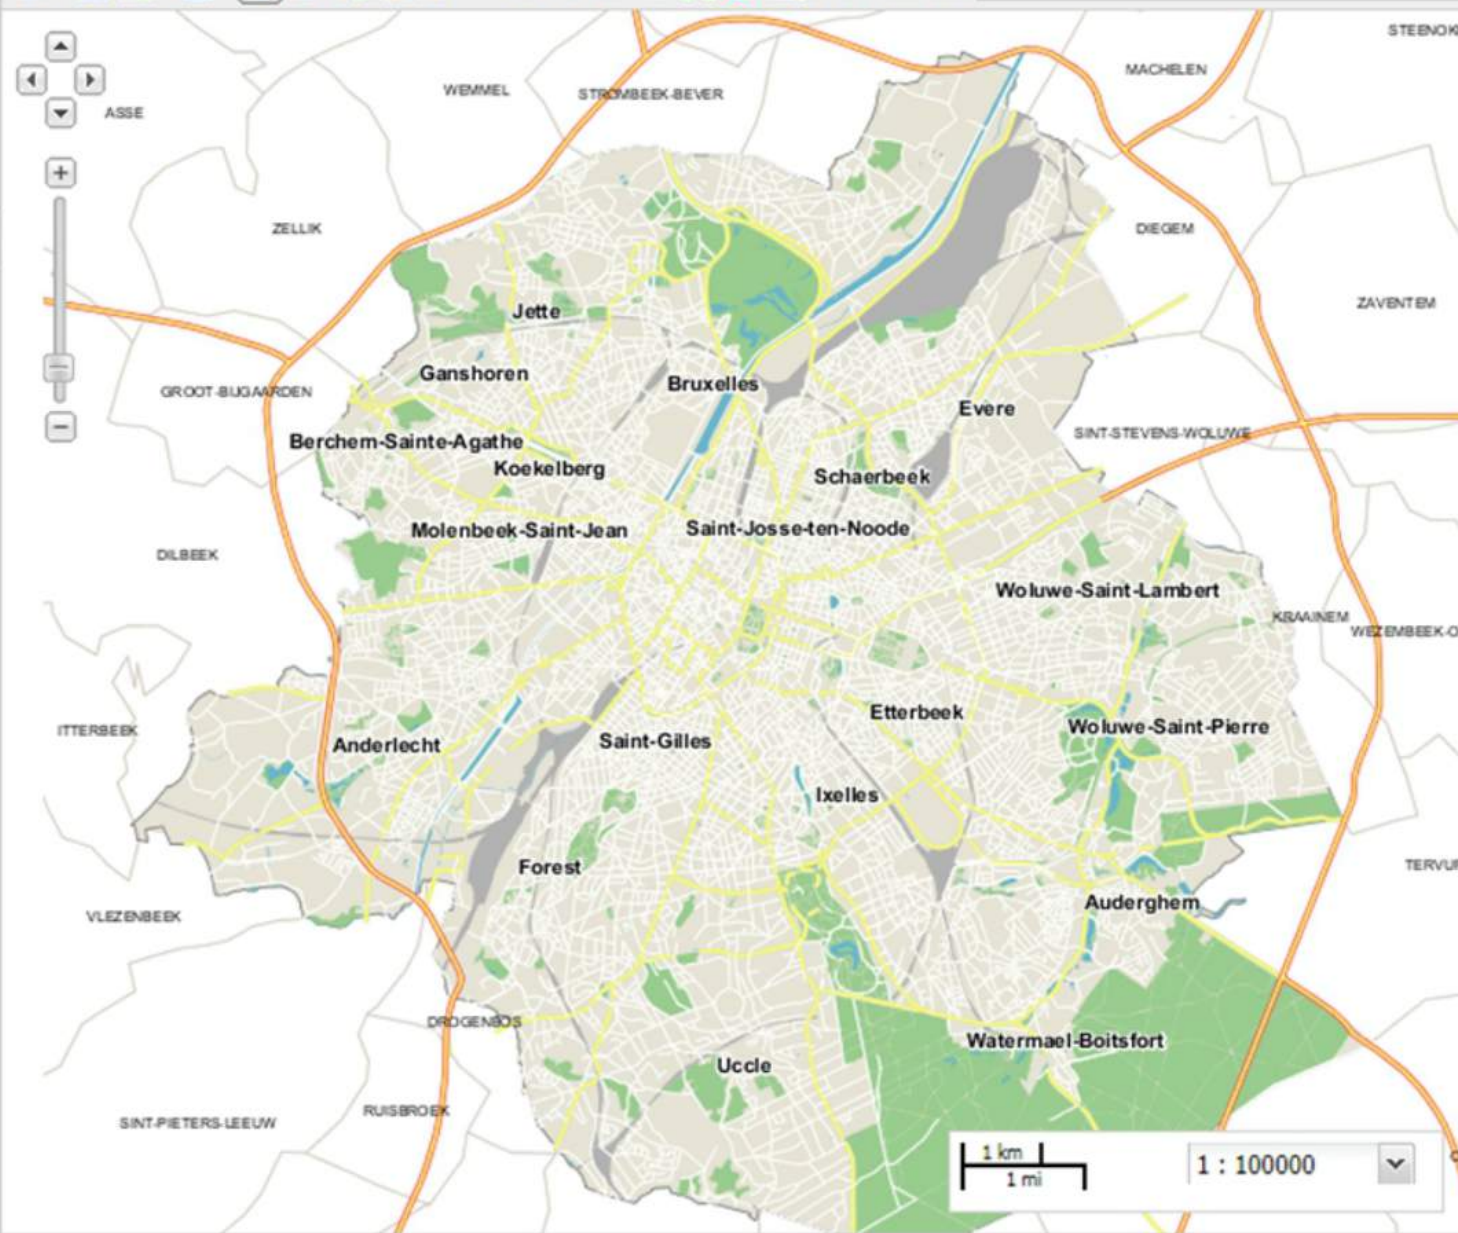 STEENOK
MACHELEN
WEMMEL
STROMBEEK-BEVER
ASSE
ZELLIK
DIEGEM
ZAVENTEM
Jette
Ganshoren
Bruxelles
GROOT-BIJGAARDEN
Evere
SINT-STEVENS-WOLUWE
Berchem-Sainte-Agathe
Koekelberg
Schaerbeek
Molenbeek-Saint-Jean
Saint-Josse-ten-Noode
DILBEEK
Woluwe-Saint-Lambert
KRAAINEM
WEZEMBEEK-O
ITTERBEEK
Etterbeek
Woluwe-Saint-Pierre
Anderlecht
Saint-Gilles
Ixelles
Forest
TERVUR
Auderghem
VLEZENBEEK
DROGENBOS
Watermael-Boitsfort
Uccle
SINT-PIETERS-LEEUW
RUISBROEK
1 km
1 mi
1 : 100000